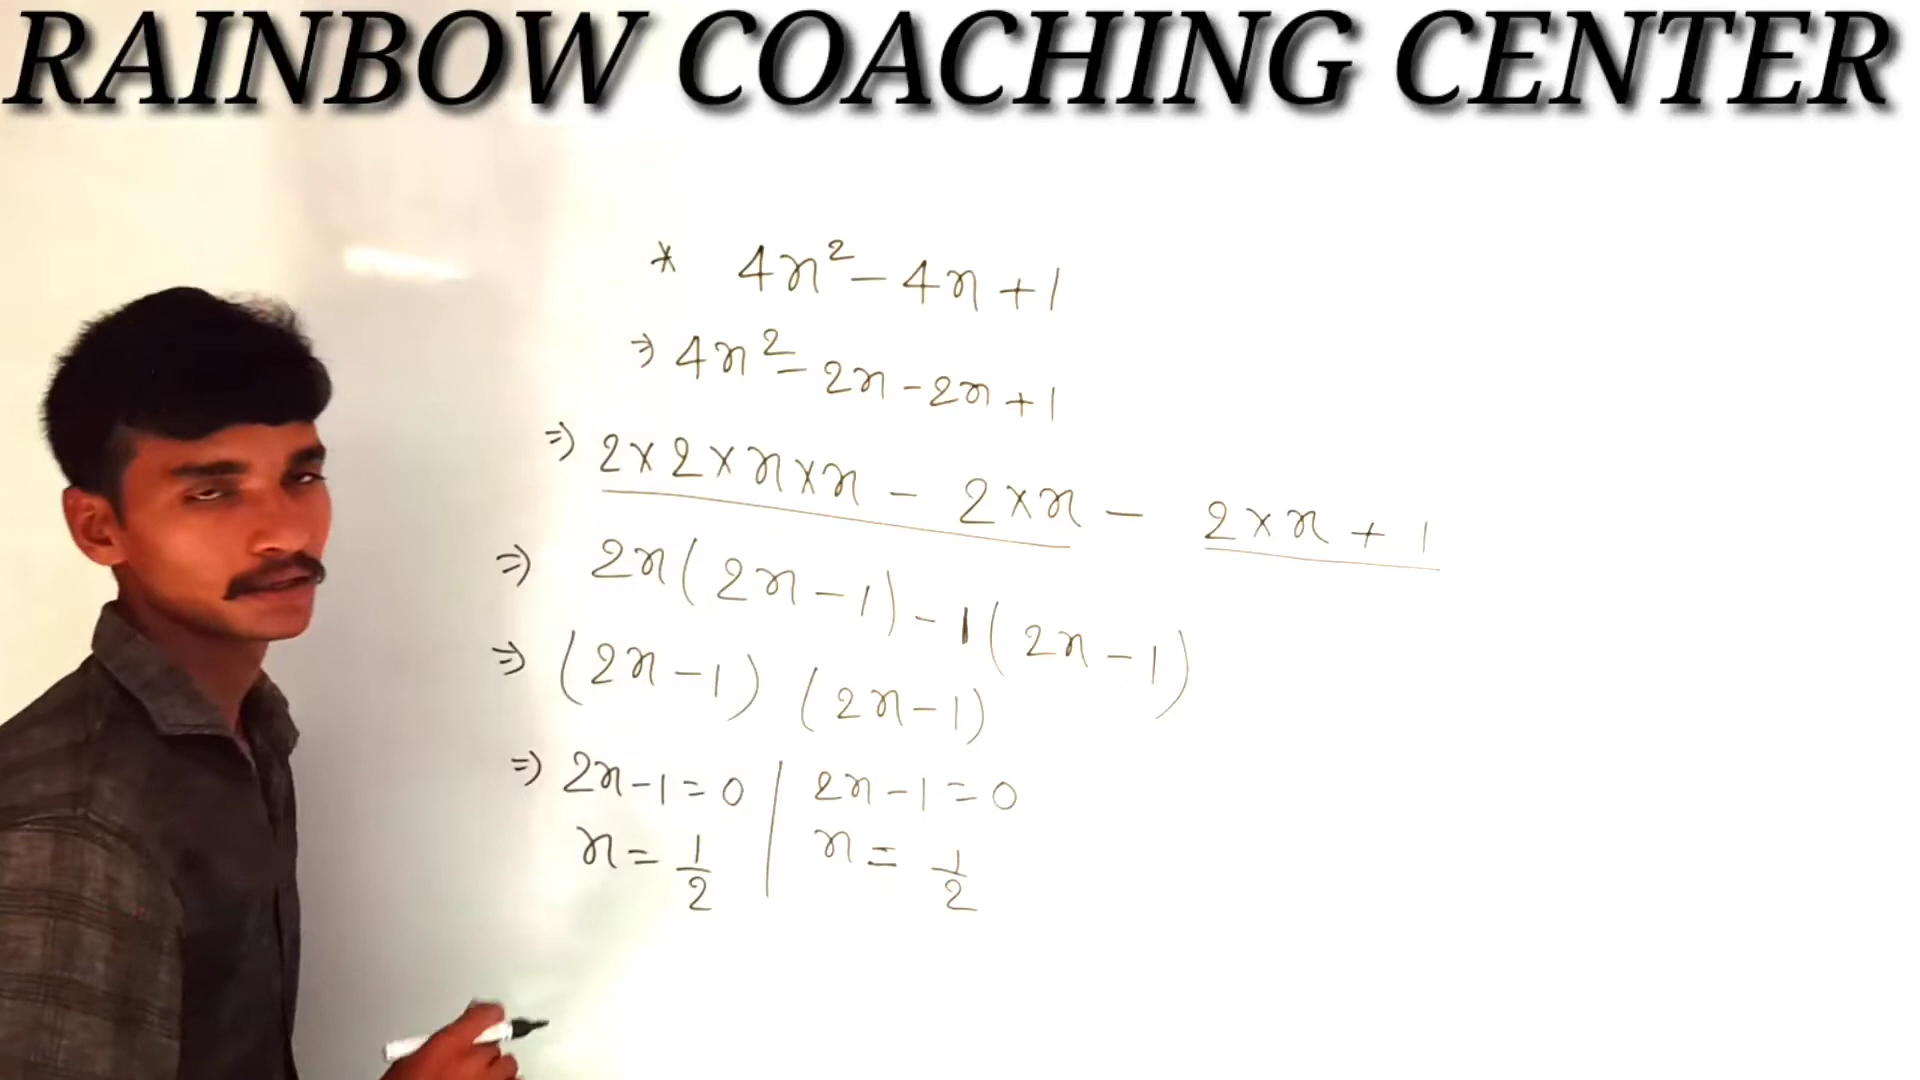 RAINBOW COACHING CENTER
* 4x² - 4x + 1
⇒ 4x² - 2x - 2x + 1
⇒ 2 × 2 × x × x - 2 × x - 2 × x + 1
⇒ 2x (2x - 1) - 1 (2x - 1)
⇒ (2x - 1) (2x - 1)
⇒ 2x - 1 = 0 | 2x - 1 = 0
x = 1/2 | x = 1/2